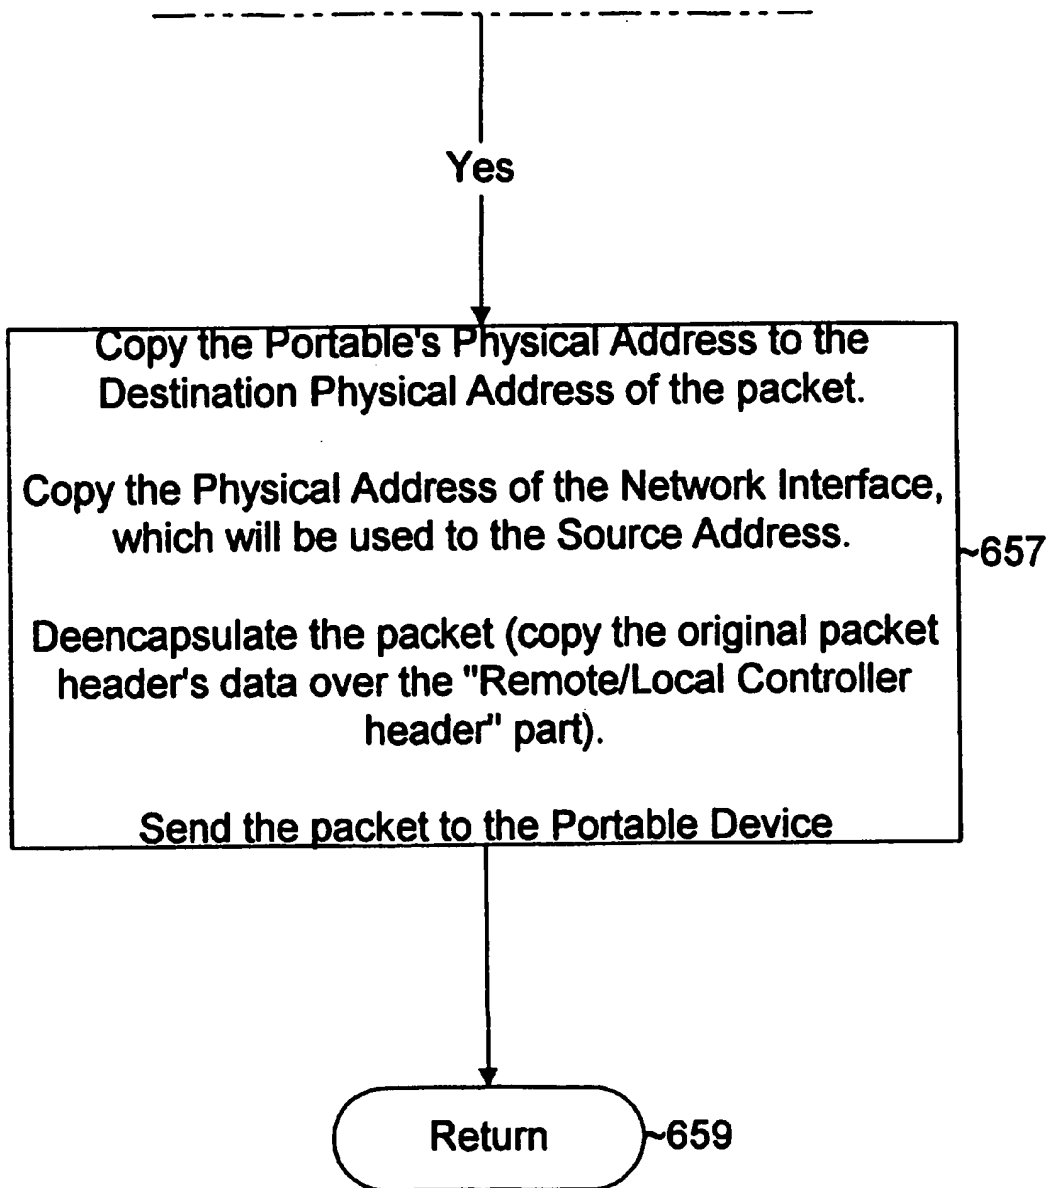 Yes
Copy the Portable's Physical Address to the
Destination Physical Address of the packet.
Copy the Physical Address of the Network Interface,
which will be used to the Source Address.
~657
Deencapsulate the packet (copy the original packet
header's data over the "Remote/Local Controller
header" part).
Send the packet to the Portable Device
Return
~659